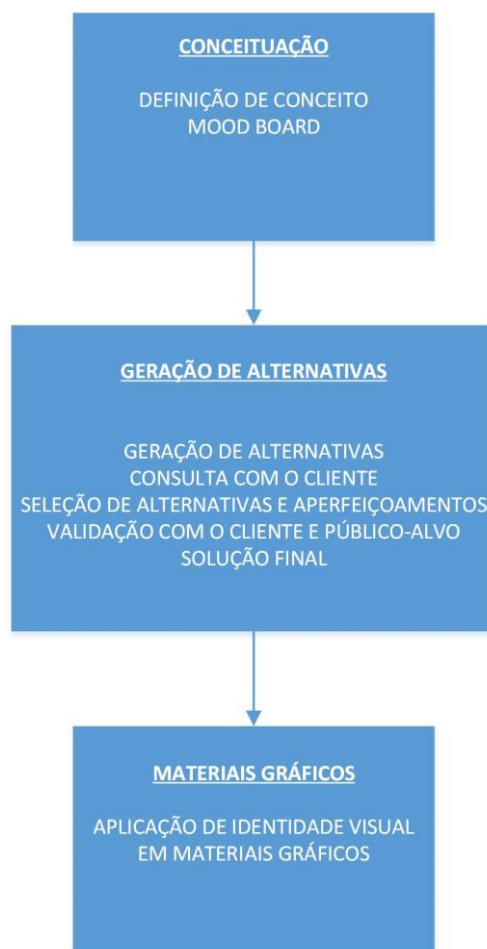 CONCEITUAÇÃO
DEFINIÇÃO DE CONCEITO
MOOD BOARD
GERAÇÃO DE ALTERNATIVAS
GERAÇÃO DE ALTERNATIVAS
CONSULTA COM O CLIENTE
SELEÇÃO DE ALTERNATIVAS E APERFEIÇOAMENTOS
VALIDAÇÃO COM O CLIENTE E PÚBLICO-ALVO
SOLUÇÃO FINAL
MATERIAIS GRÁFICOS
APLICAÇÃO DE IDENTIDADE VISUAL
EM MATERIAIS GRÁFICOS